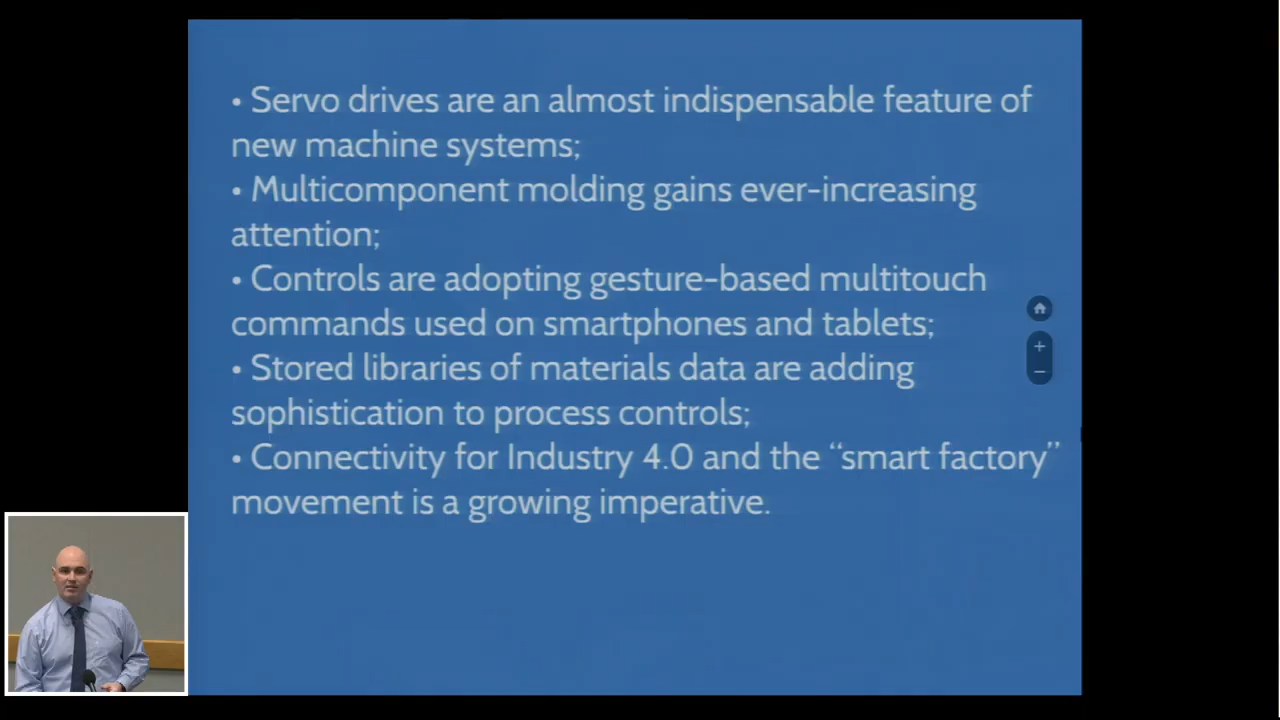 • Servo drives are an almost indispensable feature of
new machine systems;
• Multicomponent molding gains ever-increasing
attention;
• Controls are adopting gesture-based multitouch
commands used on smartphones and tablets;
• Stored libraries of materials data are adding
sophistication to process controls;
• Connectivity for Industry 4.0 and the “smart factory”
movement is a growing imperative.